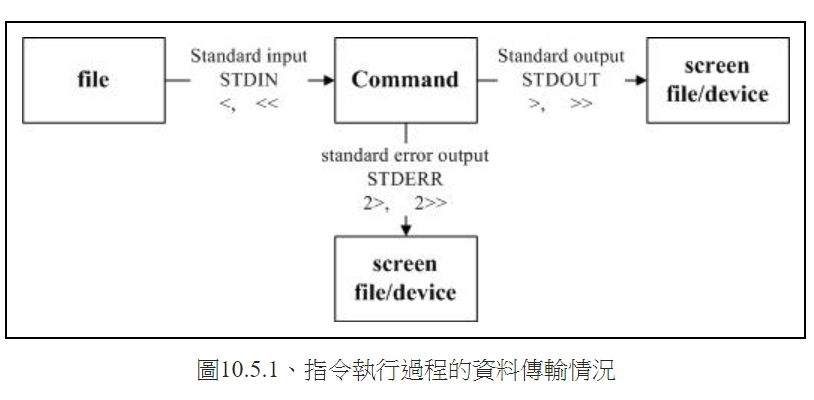 file
Standard input
STDIN
<, <<
Command
Standard output
STDOUT
>, >>
screen
file/device
standard error output
STDERR
2>, 2>>
screen
file/device
圖10.5.1、指令執行過程的資料傳輸情況